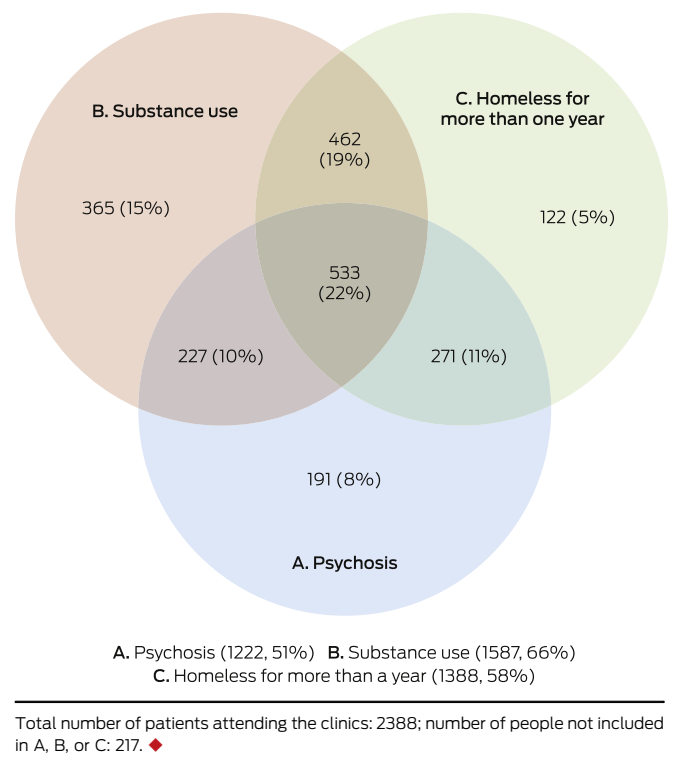 B. Substance use
C. Homeless for
more than one year
462
(19%)
365 (15%)
122 (5%)
533
(22%)
227 (10%)
271 (11%)
191 (8%)
A. Psychosis
A. Psychosis (1222, 51%) B. Substance use (1587, 66%)
C. Homeless for more than a year (1388, 58%)
Total number of patients attending the clinics: 2388; number of people not included
in A, B, or C: 217.